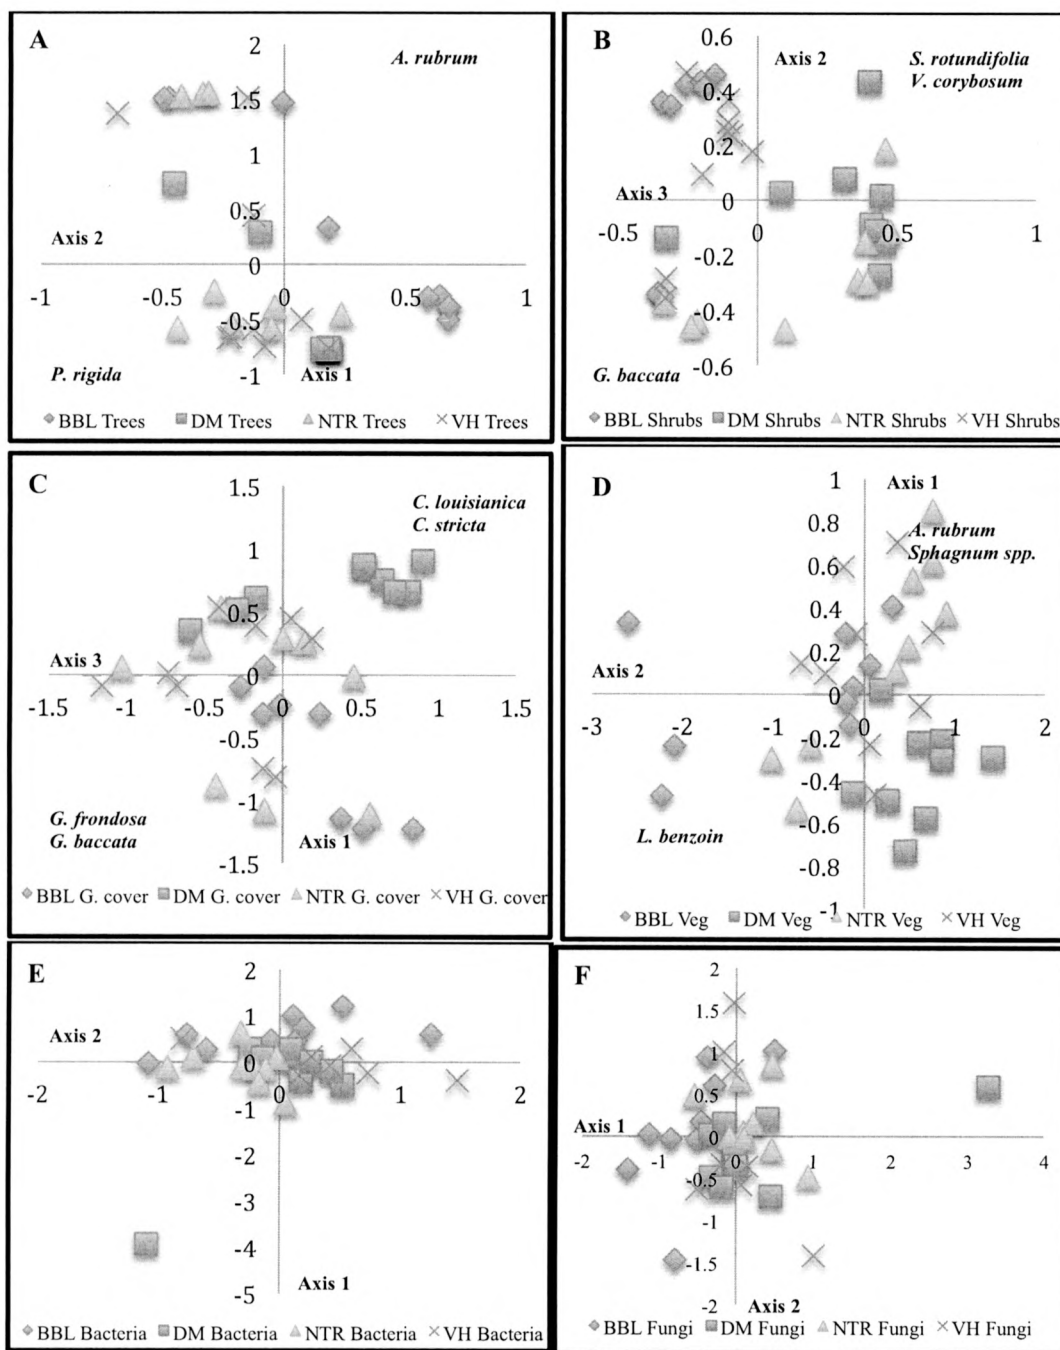 A
A. rubrum
2
1.5
1
0.5
Axis 2
0
-1 -0.5 0 0.5 1
-0.5
P. rigida
-1
Axis 1
BBL Trees DM Trees NTR Trees VH Trees
B
0.6
Axis 2
S. rotundifolia
V. corybosum
0.4
0.2
Axis 3
0
-0.5 0 0.5 1
-0.2
-0.4
G. baccata
-0.6
BBL Shrubs DM Shrubs NTR Shrubs VH Shrubs
C
1.5
C. louisianica
C. stricta
1
0.5
Axis 3
0
-1.5 -1 -0.5 0 0.5 1 1.5
-0.5
-1
G. frondosa
G. baccata
Axis 1
-1.5
BBL G. cover DM G. cover NTR G. cover VH G. cover
D
1
Axis 1
0.8
A. rubrum
Sphagnum spp.
0.6
0.4
0.2
Axis 2
0
-3 -2 -1 0 1 2
-0.2
-0.4
-0.6
L. benzoin
-0.8
-1
BBL Veg DM Veg NTR Veg VH Veg
E
2
1
Axis 2
0
-2 -1 0 1 2
-1
-2
-3
-4
Axis 1
-5
BBL Bacteria DM Bacteria NTR Bacteria VH Bacteria
F
2
1.5
1
0.5
Axis 1
0
-2 -1 0 1 2 3 4
-0.5
-1
-1.5
-2
Axis 2
BBL Fungi DM Fungi NTR Fungi VH Fungi